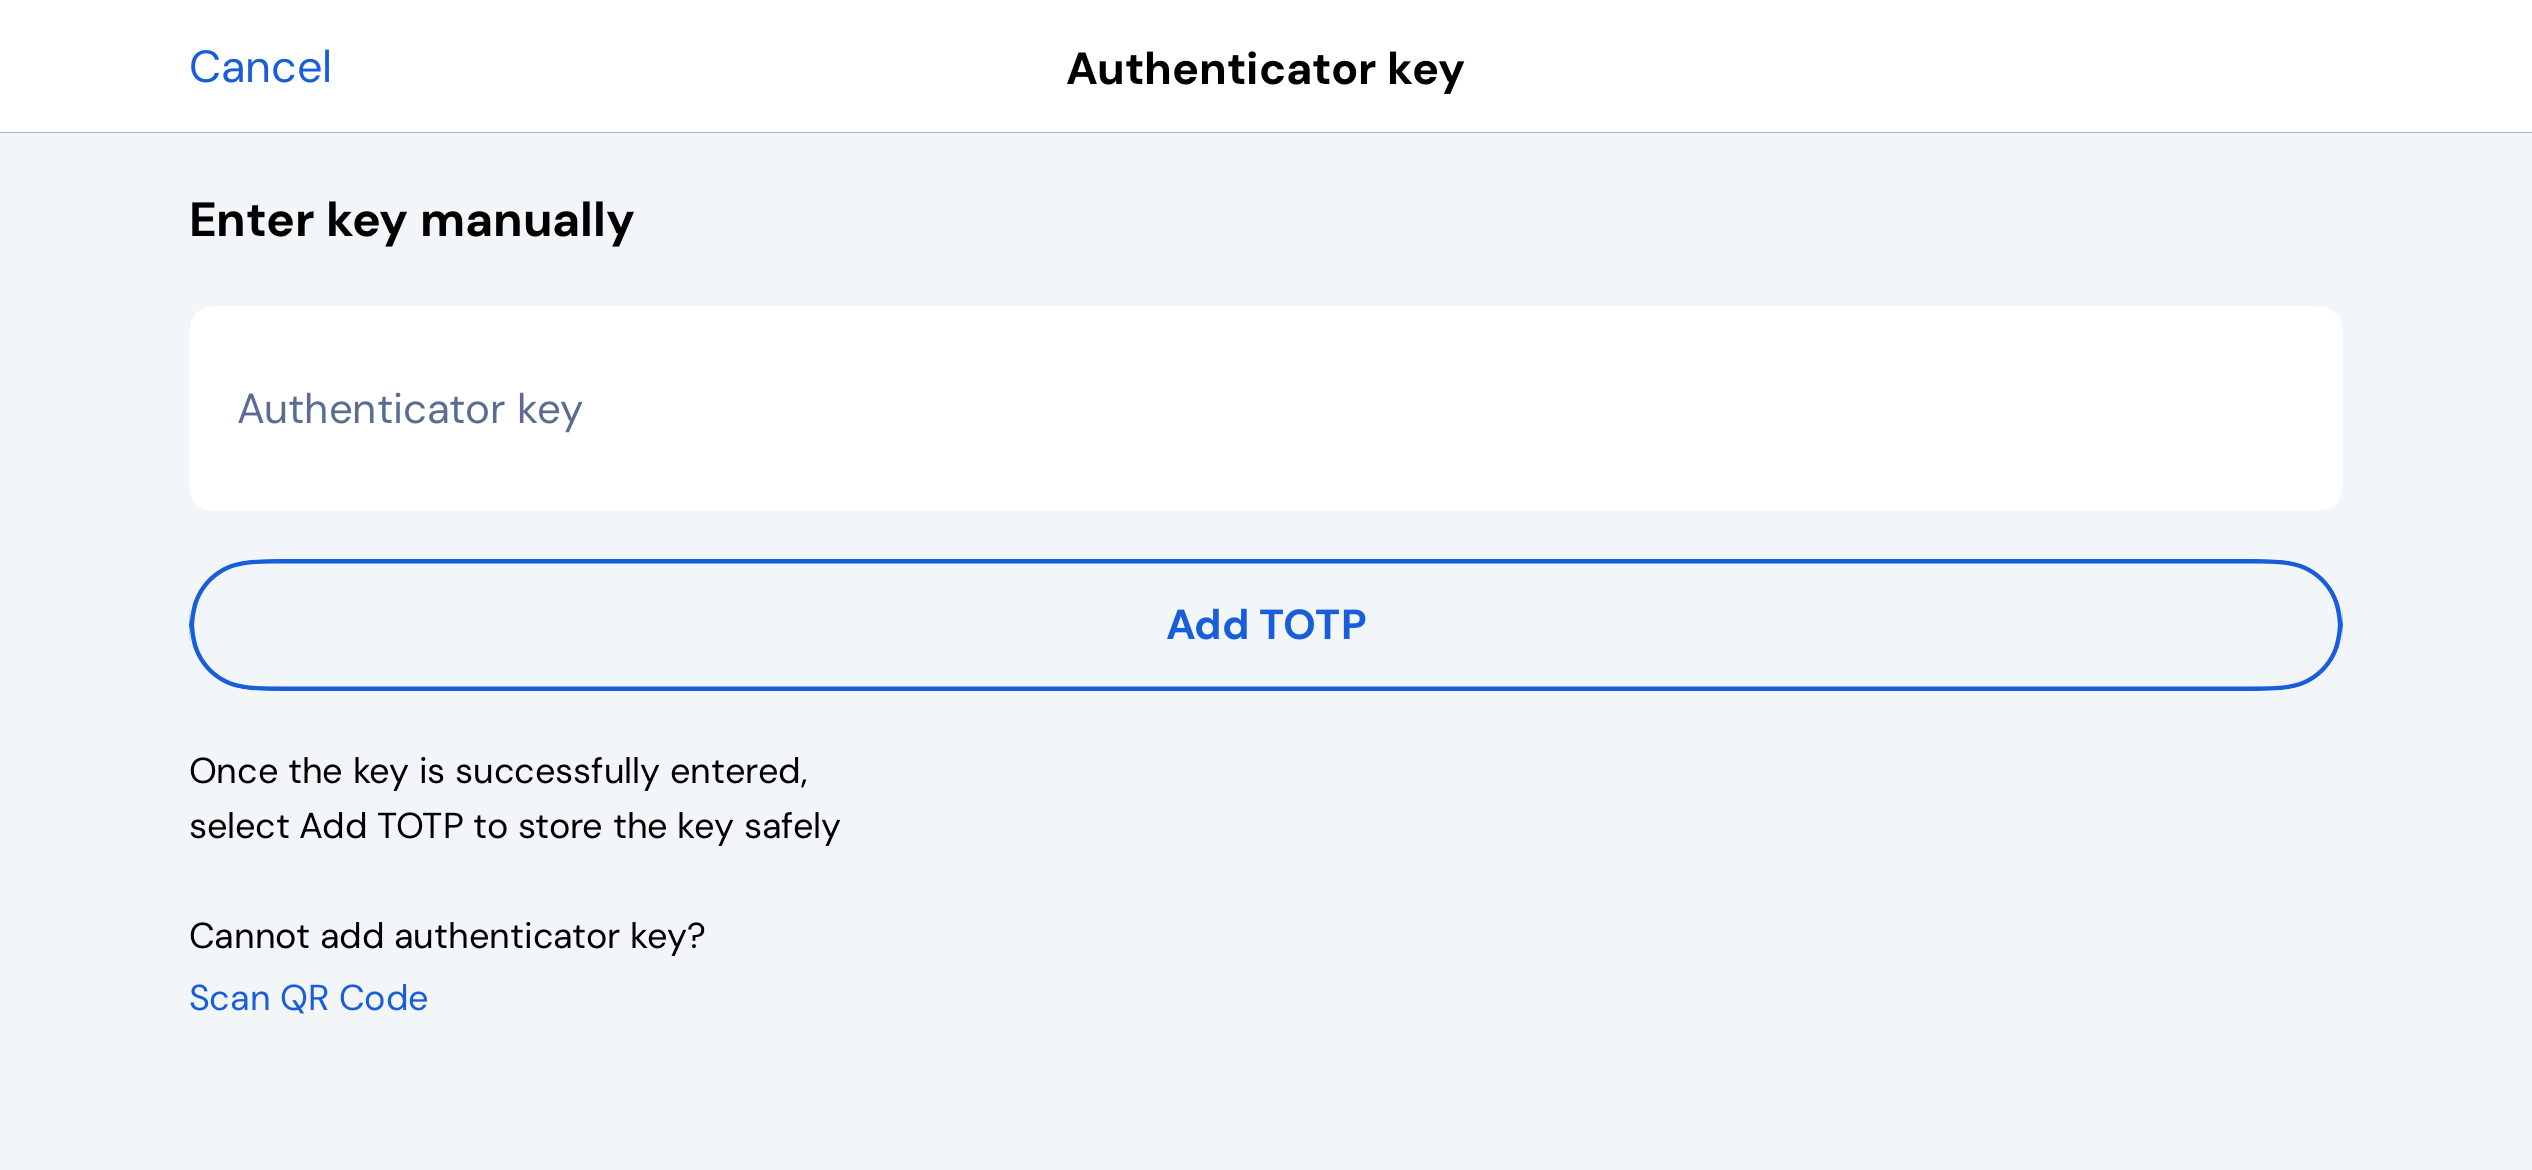 Cancel
Authenticator key
Enter key manually
Authenticator key
Add TOTP
Once the key is successfully entered,
select Add TOTP to store the key safely
Cannot add authenticator key?
Scan QR Code